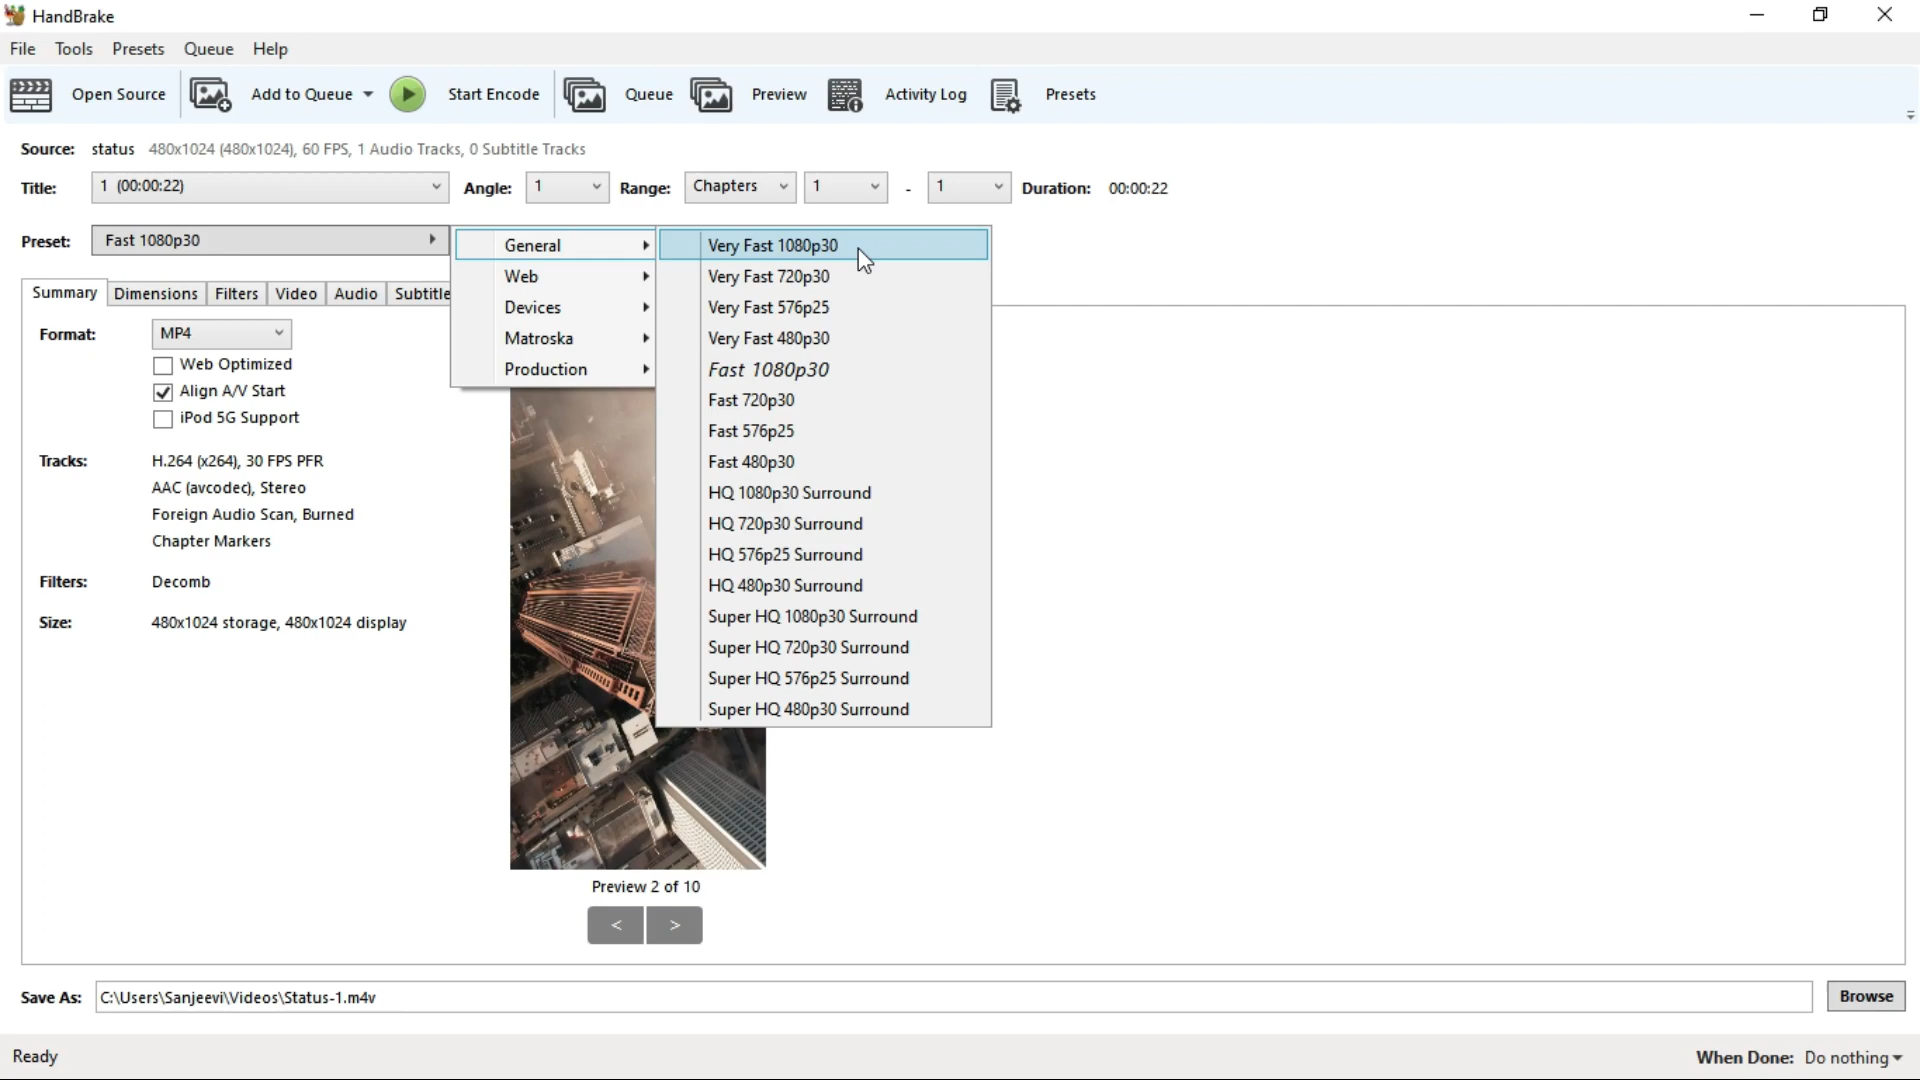 HandBrake
File Tools Presets Queue Help
Open Source Add to Queue Start Encode Queue Preview Activity Log Presets
Source: status 480x1024 (480x1024), 60 FPS, 1 Audio Tracks, 0 Subtitle Tracks
Title: 1 (00:00:22) Angle: 1 Range: Chapters 1 - 1 Duration: 00:00:22
Preset: Fast 1080p30
General
Web
Devices
Matroska
Production
Very Fast 1080p30
Very Fast 720p30
Very Fast 576p25
Very Fast 480p30
Fast 1080p30
Fast 720p30
Fast 576p25
Fast 480p30
HQ 1080p30 Surround
HQ 720p30 Surround
HQ 576p25 Surround
HQ 480p30 Surround
Super HQ 1080p30 Surround
Super HQ 720p30 Surround
Super HQ 576p25 Surround
Super HQ 480p30 Surround
Summary Dimensions Filters Video Audio Subtitle
Format: MP4
Web Optimized
Align A/V Start
iPod 5G Support
Tracks: H.264 (x264), 30 FPS PFR
AAC (avcodec), Stereo
Foreign Audio Scan, Burned
Chapter Markers
Filters: Decomb
Size: 480x1024 storage, 480x1024 display
Preview 2 of 10
< >
Save As: C:\Users\Sanjeevi\Videos\Status-1.m4v Browse
Ready When Done: Do nothing